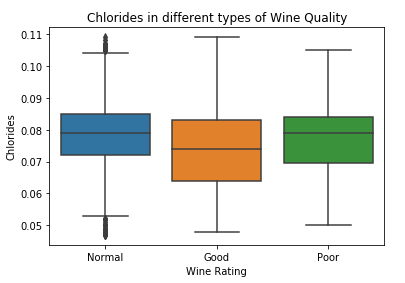 Chlorides in different types of Wine Quality
0.11
0.10
0.09
0.08
0.07
0.06
0.05
Chlorides
Normal
Good
Poor
Wine Rating